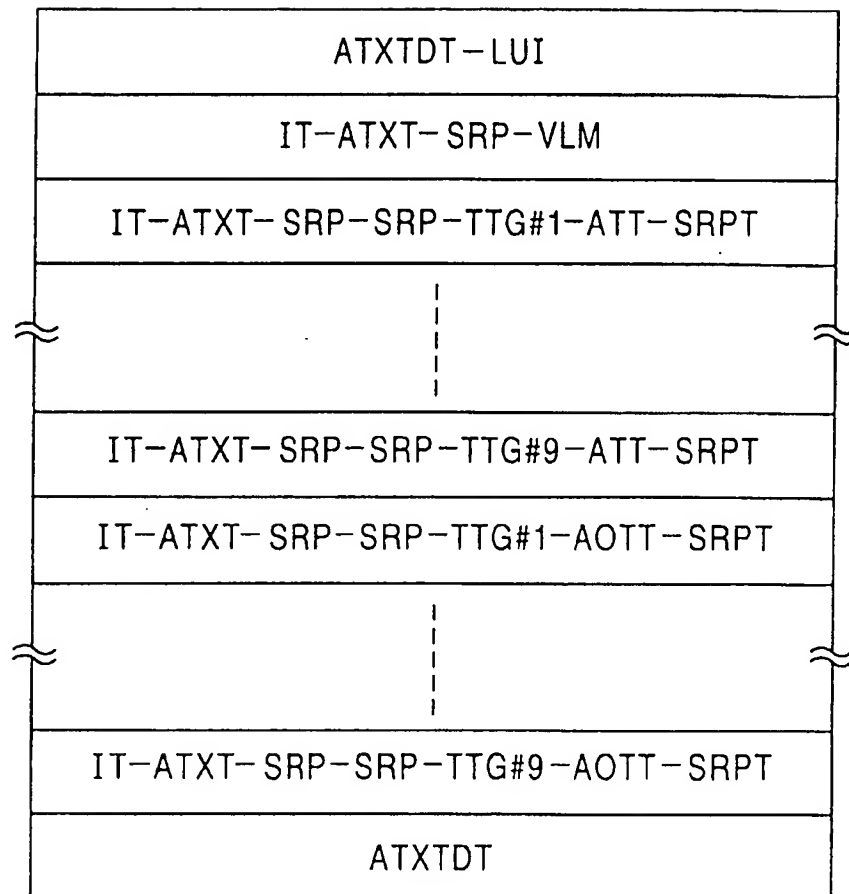 ATXTDT-LUI
IT-ATXT-SRP-VLM
IT-ATXT-SRP-SRP-TTG#1-ATT-SRPT
IT-ATXT-SRP-SRP-TTG#9-ATT-SRPT
IT-ATXT-SRP-SRP-TTG#1-AOTT-SRPT
IT-ATXT-SRP-SRP-TTG#9-AOTT-SRPT
ATXTDT